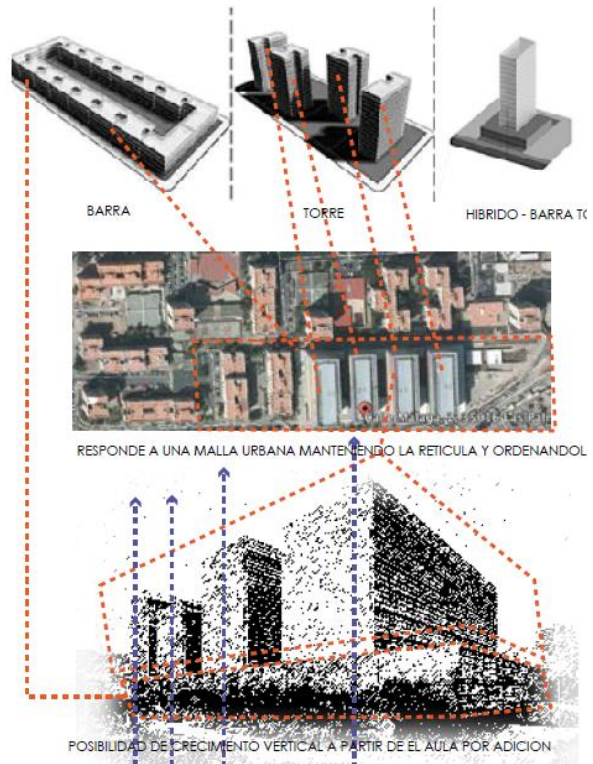 BARRA
TORRE
HIBRIDO - BARRA TO
RESPONDE A UNA MALLA URBANA MANTENIENDO LA RETICULA Y ORDENANDOL
POSIBILIDAD DE CRECIMIENTO VERTICAL A PARTIR DE EL AULA POR ADICION